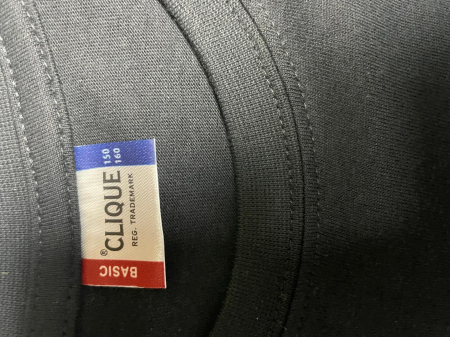 150
160
®CLIQUE
REG- TRADEMARK
BASIC